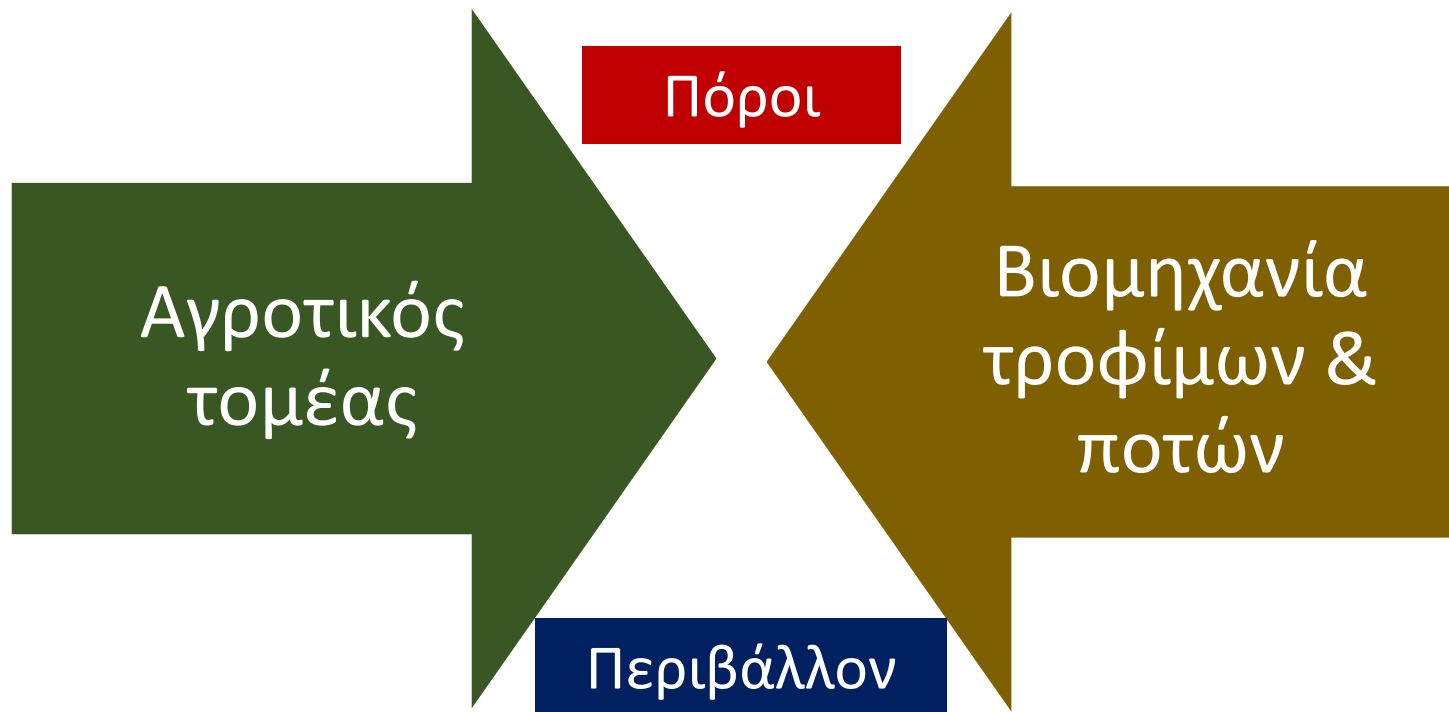 Πόροι
Αγροτικός
τομέας
Βιομηχανία
τροφίμων &
ποτών
Περιβάλλον